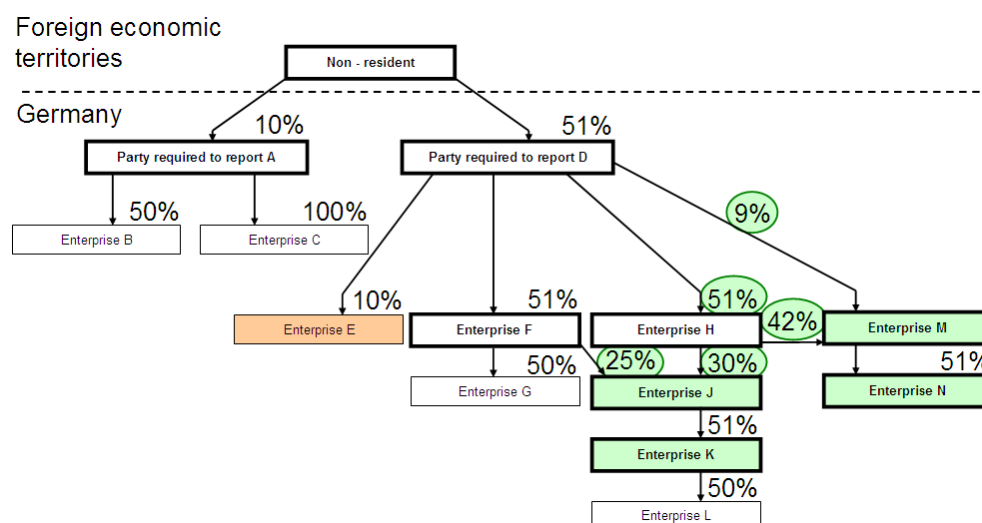 Foreign economic
territories
Non - resident
Germany
10%
51%
Party required to report A
Party required to report D
50%
100%
9%
Enterprise B
Enterprise C
10%
51%
51%
42%
Enterprise E
Enterprise F
Enterprise H
Enterprise M
50%
25%
30%
51%
Enterprise G
Enterprise J
Enterprise N
51%
Enterprise K
50%
Enterprise L